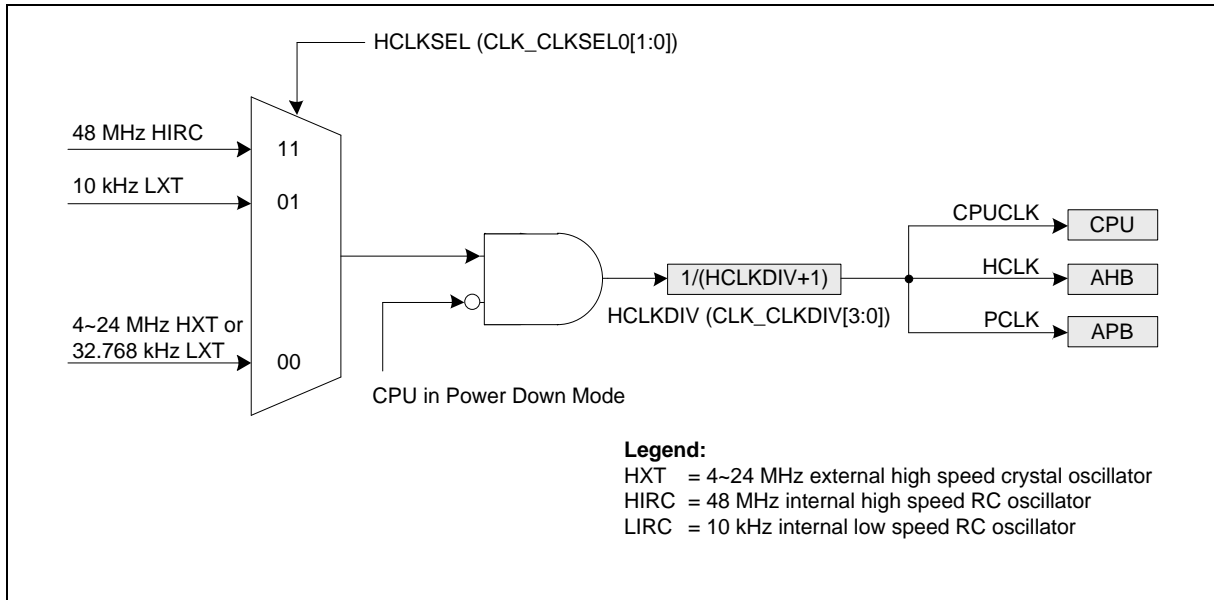 HCLKSEL (CLK_CLKSEL0[1:0])
48 MHz HIRC
11
10 kHz LXT
01
4~24 MHz HXT or
32.768 kHz LXT
00
CPU in Power Down Mode
1/(HCLKDIV+1)
HCLKDIV (CLK_CLKDIV[3:0])
CPUCLK
CPU
HCLK
AHB
PCLK
APB
Legend:
HXT = 4~24 MHz external high speed crystal oscillator
HIRC = 48 MHz internal high speed RC oscillator
LIRC = 10 kHz internal low speed RC oscillator